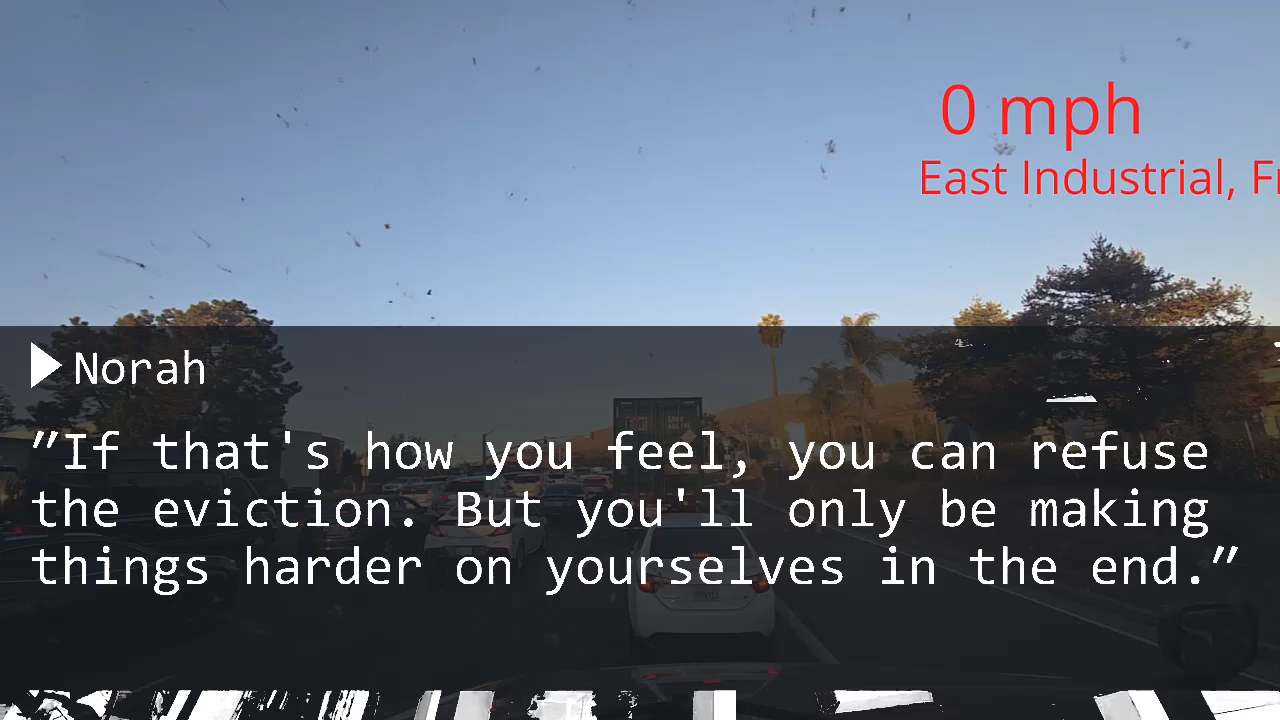 0 mph
East Industrial,
Norah
"If that's how you feel, you can refuse
the eviction. But you'll only be making
things harder on yourselves in the end."